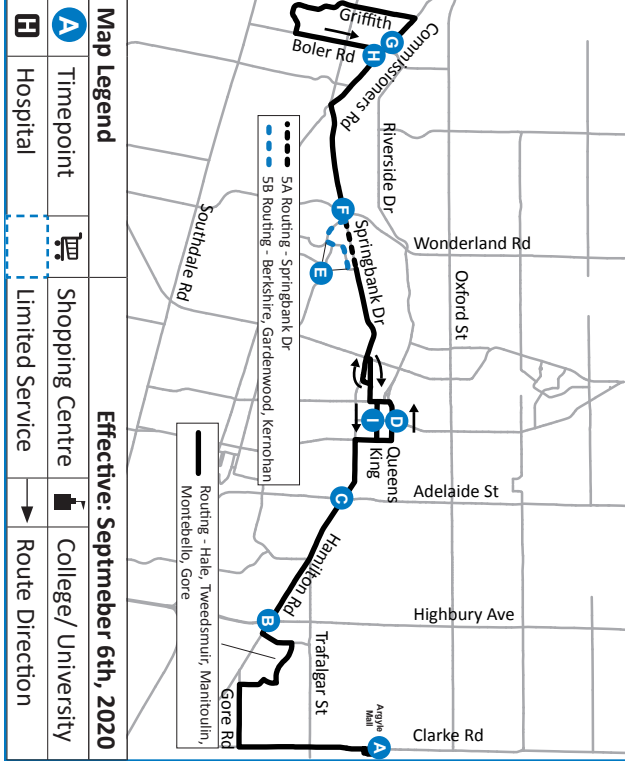 Griffith
Boler Rd
G
H
Commissioners Rd
Riverside Dr
Wonderland Rd
Oxford St
F
E
Springbank Dr
Southdale Rd
5A Routing - Springbank Dr
5B Routing - Berkshire, Gardenwood, Kernohan
D
I
Queens
King
Adelaide St
C
Hamilton Rd
Highbury Ave
B
Trafalgar St
Gore Rd
Argyle
Mall
A
Clarke Rd
Routing - Hale, Tweedsmuir, Manitoulin,
Montebello, Gore
Map Legend
Effective: Septmeber 6th, 2020
A
Timepoint
Shopping Centre
College/ University
H
Hospital
Limited Service
Route Direction